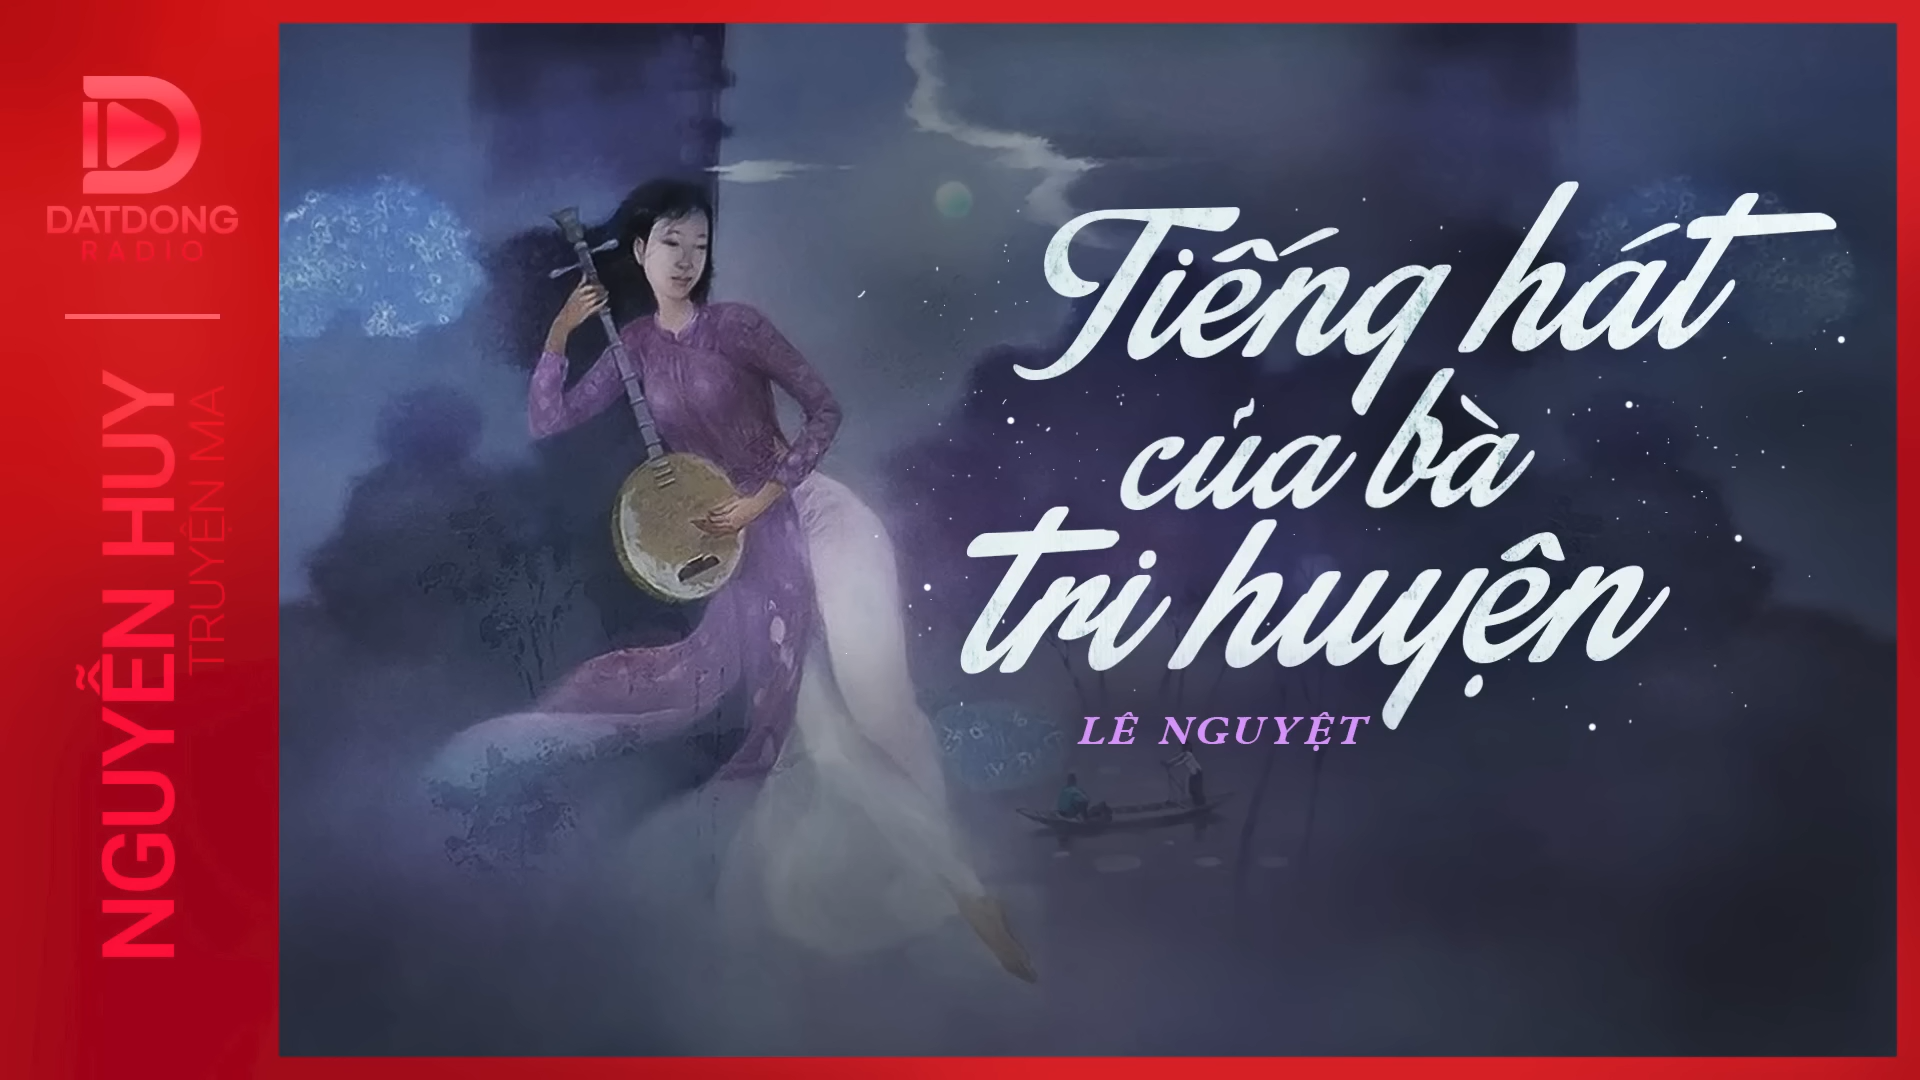 DATDONG
RADIO
NGUYỄN HUY
TRUYỆN MA
Tiếng hát
của bà
tri huyện
LÊ NGUYỆT